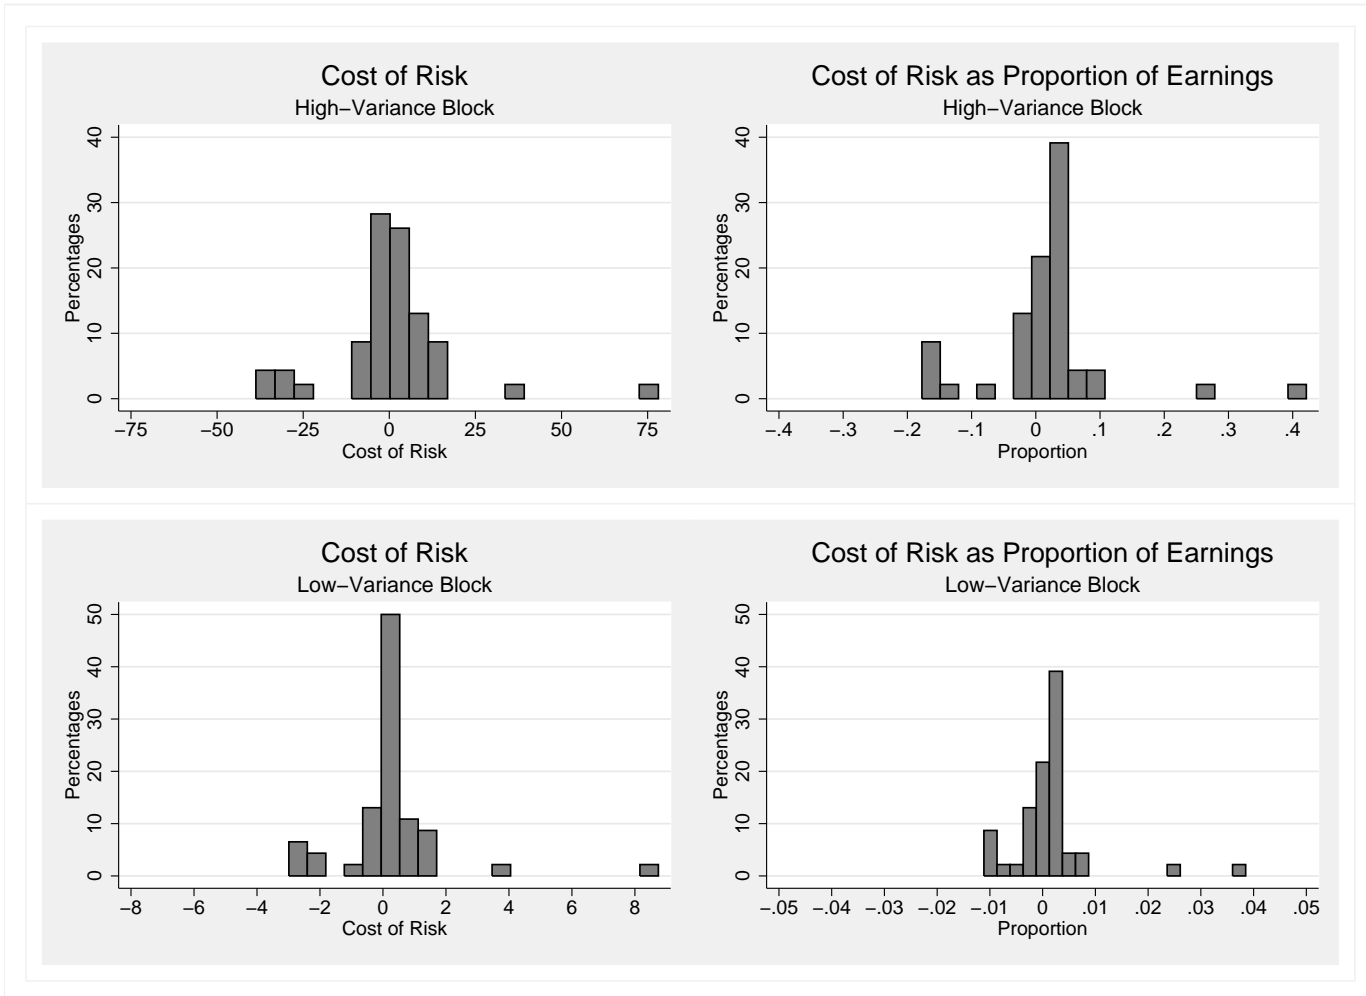 Cost of Risk
High−Variance Block
Percentages
0
10
20
30
40
−75 −50 −25 0 25 50 75
Cost of Risk
Cost of Risk as Proportion of Earnings
High−Variance Block
Percentages
0
10
20
30
40
−.4 −.3 −.2 −.1 0 .1 .2 .3 .4
Proportion
Cost of Risk
Low−Variance Block
Percentages
0
10
20
30
40
50
−8 −6 −4 −2 0 2 4 6 8
Cost of Risk
Cost of Risk as Proportion of Earnings
Low−Variance Block
Percentages
0
10
20
30
40
50
−.05 −.04 −.03 −.02 −.01 0 .01 .02 .03 .04 .05
Proportion